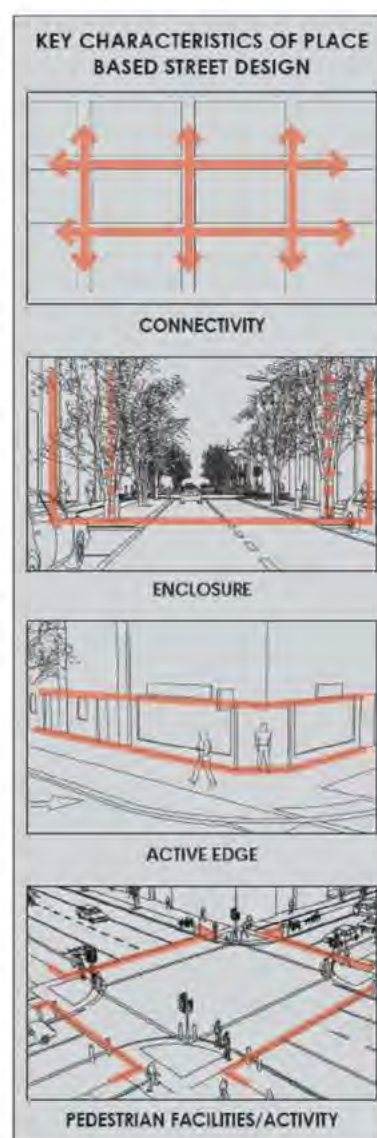 KEY CHARACTERISTICS OF PLACE
BASED STREET DESIGN
CONNECTIVITY
ENCLOSURE
ACTIVE EDGE
PEDESTRIAN FACILITIES/ACTIVITY